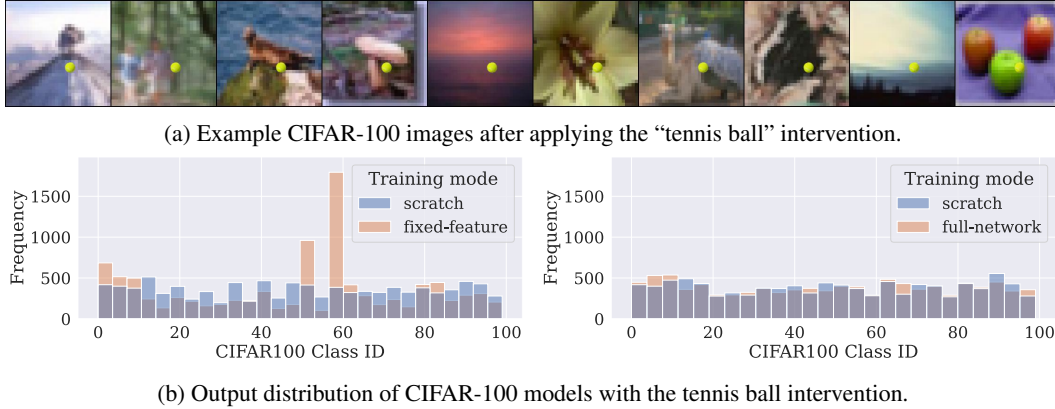 (a) Example CIFAR-100 images after applying the “tennis ball” intervention.
Frequency
1500
1000
500
0
0 20 40 60 80 100
CIFAR100 Class ID
Training mode
scratch
fixed-feature
Frequency
1500
1000
500
0
0 20 40 60 80 100
CIFAR100 Class ID
Training mode
scratch
full-network
(b) Output distribution of CIFAR-100 models with the tennis ball intervention.